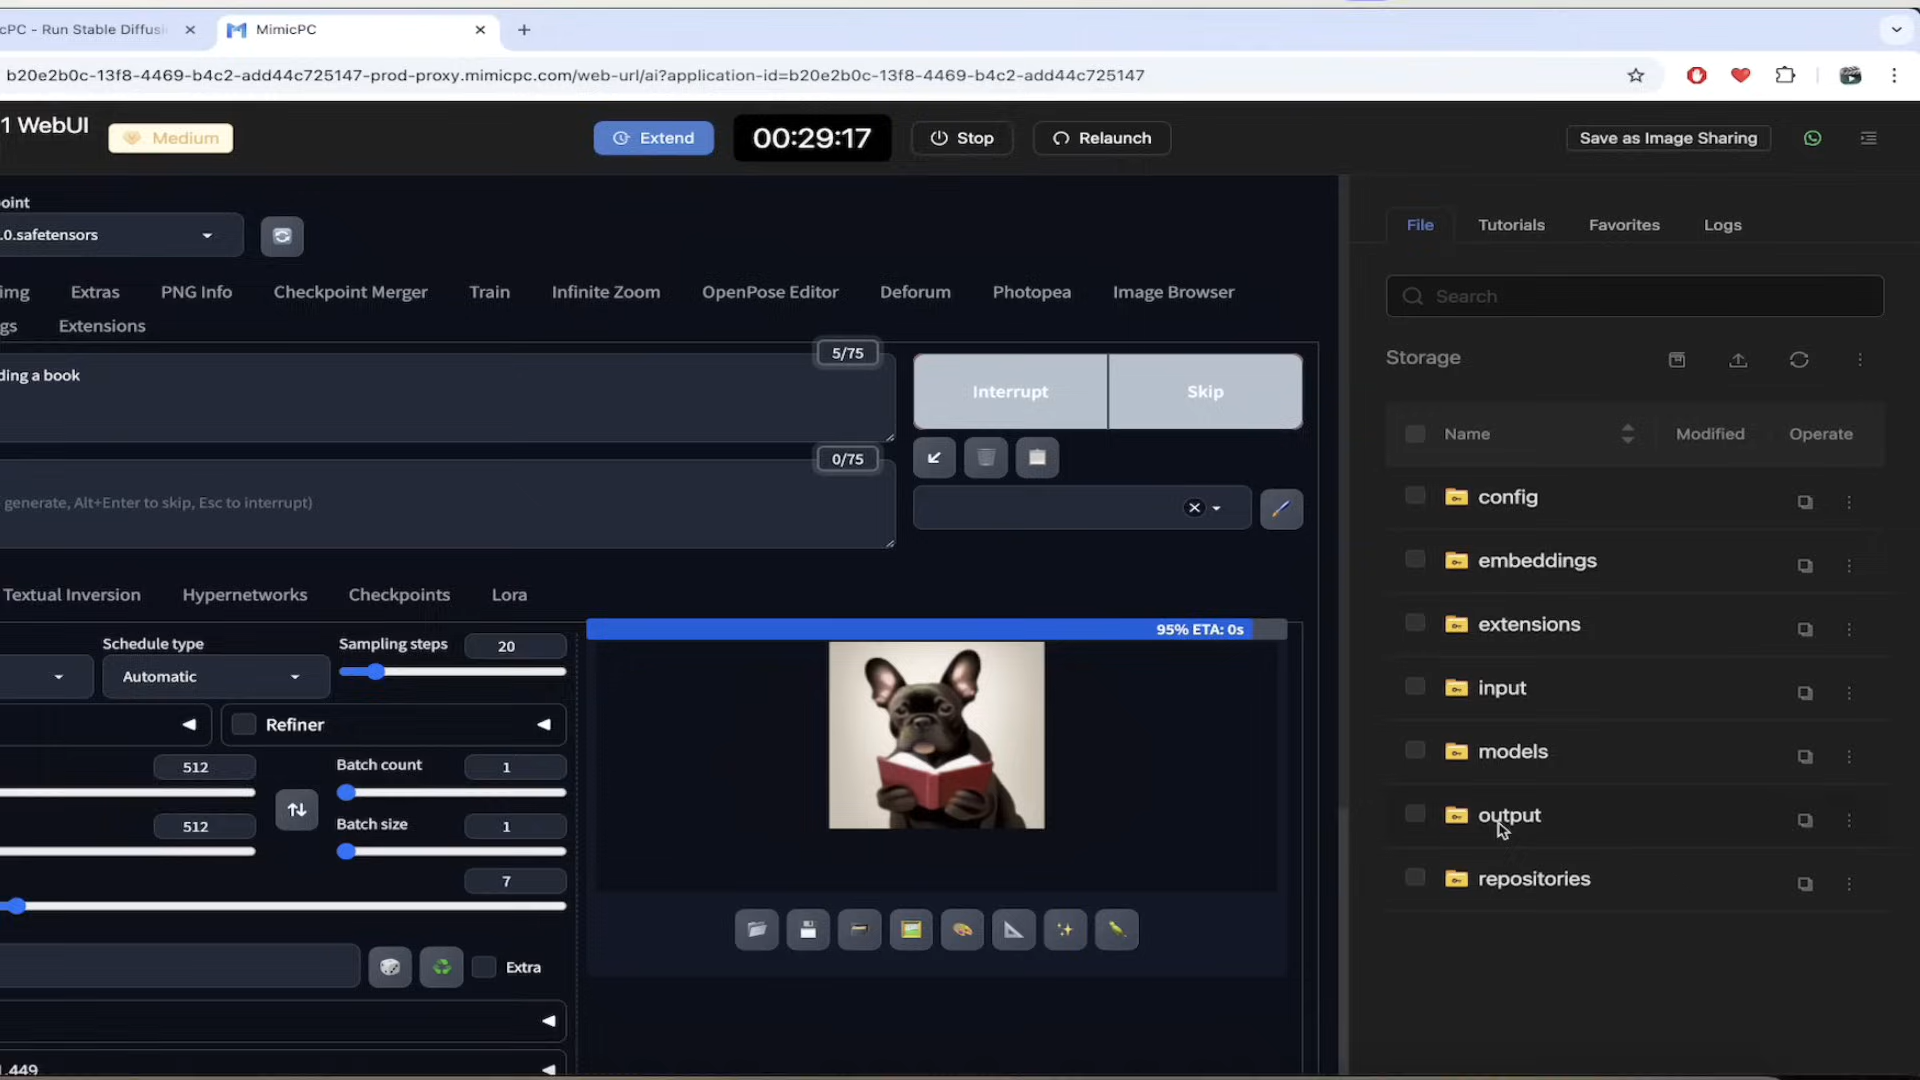 cPC - Run Stable Diffusi
MimicPC
b20e2b0c-13f8-4469-b4c2-add44c725147-prod-proxy.mimicpc.com/web-url/ai?application-id=b20e2b0c-13f8-4469-b4c2-add44c725147
1 WebUI
Medium
Extend
00:29:17
Stop
Relaunch
Save as Image Sharing
oint
.0.safetensors
img
Extras
PNG Info
Checkpoint Merger
Train
Infinite Zoom
OpenPose Editor
Deforum
Photopea
Image Browser
gs
Extensions
5/75
ding a book
Interrupt
Skip
0/75
generate, Alt+Enter to skip, Esc to interrupt)
Textual Inversion
Hypernetworks
Checkpoints
Lora
Schedule type
Automatic
Sampling steps
20
95% ETA: 0s
Refiner
512
Batch count
1
512
Batch size
1
7
Extra
.449
File
Tutorials
Favorites
Logs
Search
Storage
Name
Modified
Operate
config
embeddings
extensions
input
models
output
repositories